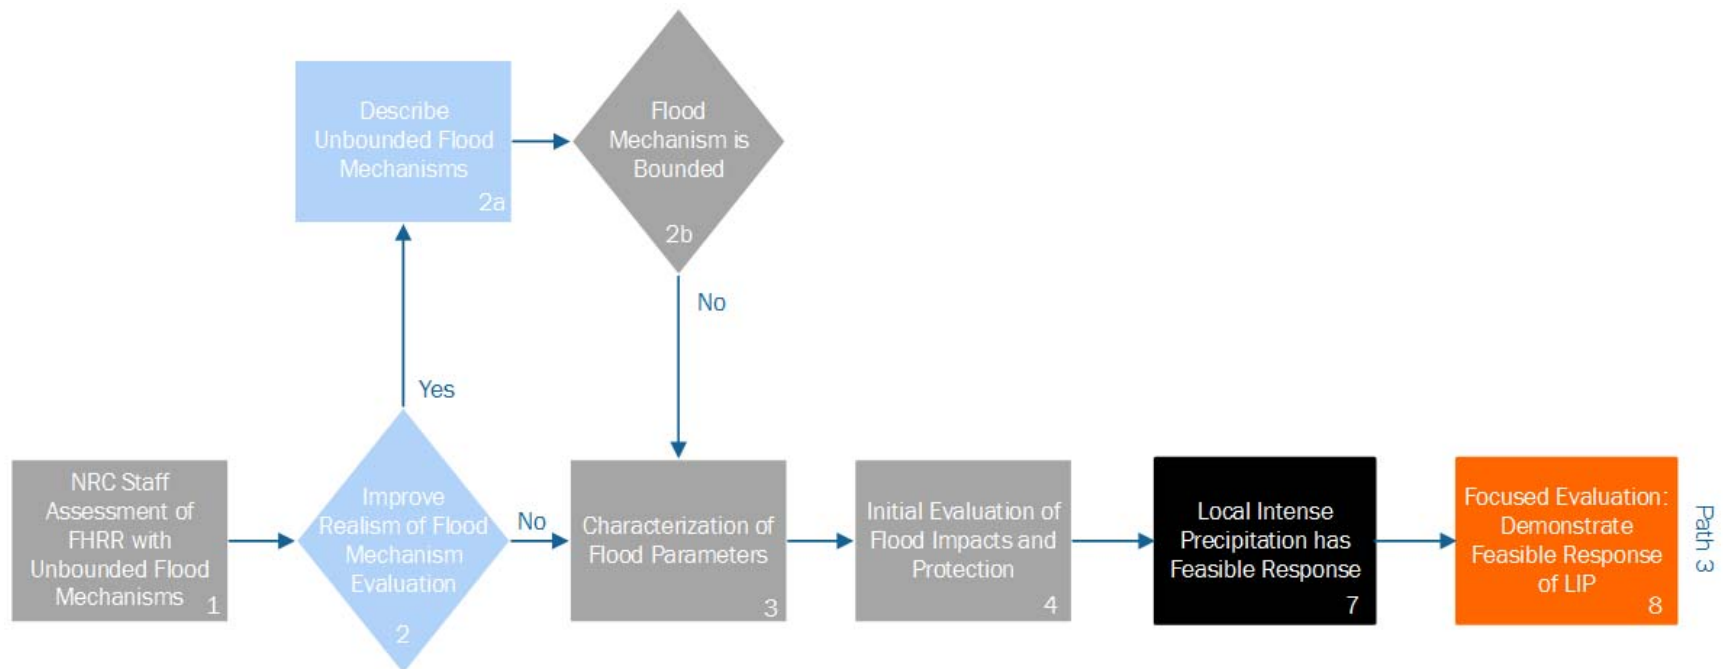 Describe
Unbounded Flood
Mechanisms
2a
Flood
Mechanism is
Bounded
2b
No
Yes
NRC Staff
Assessment of
FHRR with
Unbounded Flood
Mechanisms
1
Improve
Realism of Flood
Mechanism
Evaluation
2
No
Characterization of
Flood Parameters
3
Initial Evaluation of
Flood Impacts and
Protection
4
Local Intense
Precipitation has
Feasible Response
7
Focused Evaluation:
Demonstrate
Feasible Response
of LIP
8
Path 3